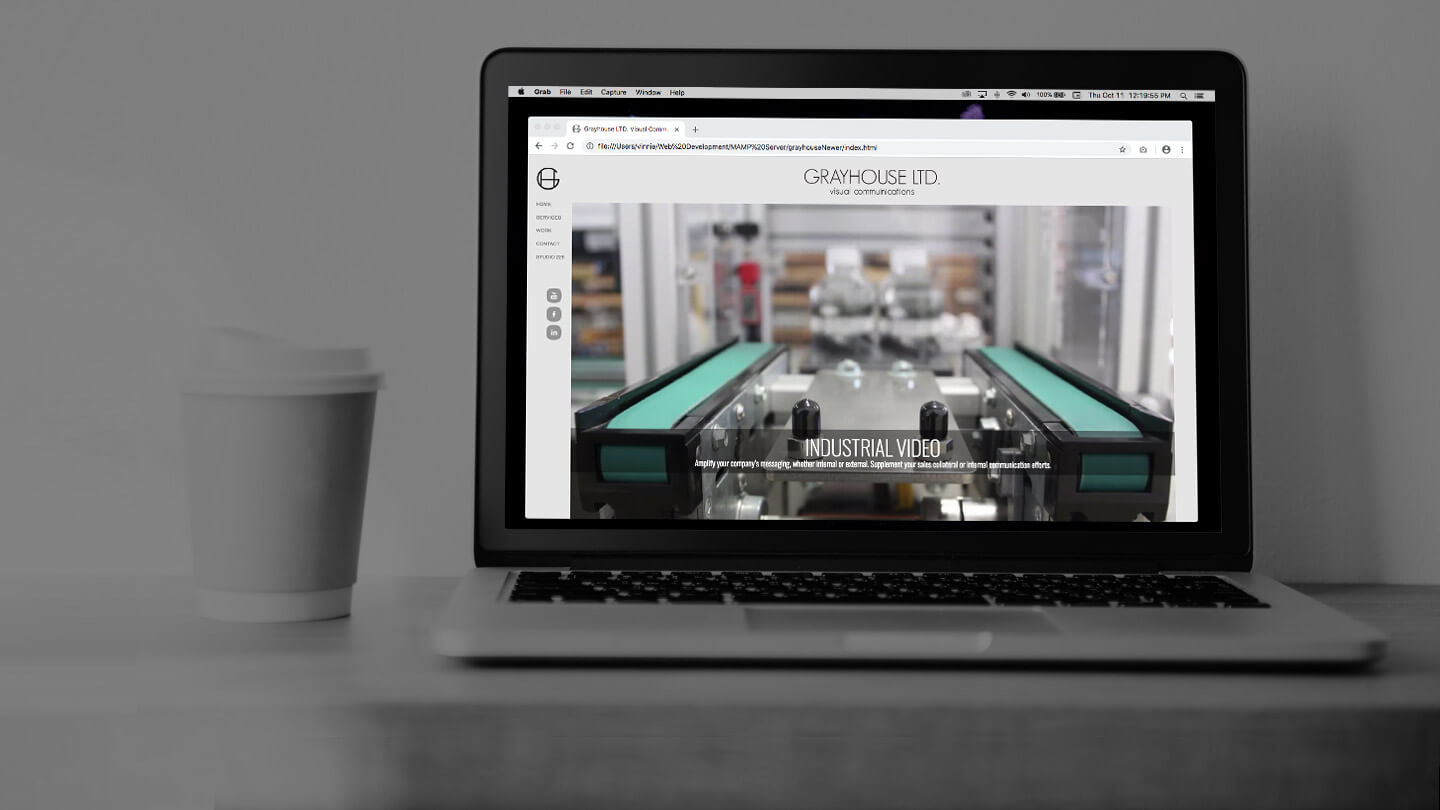 Grab File Edit Capture Window Help 100% Thu Oct 11 12:19:55 PM
Grayhouse LTD. Visual Comm
file:///Users/vinnie/Web%20Development/MAMP%20Server/grayhouseNewer/index.html
GRAYHOUSE LTD.
visual communications
HOME
SERVICES
WORK
CONTACT
STUDIO 225
INDUSTRIAL VIDEO
Amplify your company's messaging, whether internal or external. Supplement your sales collateral or internal communication efforts.